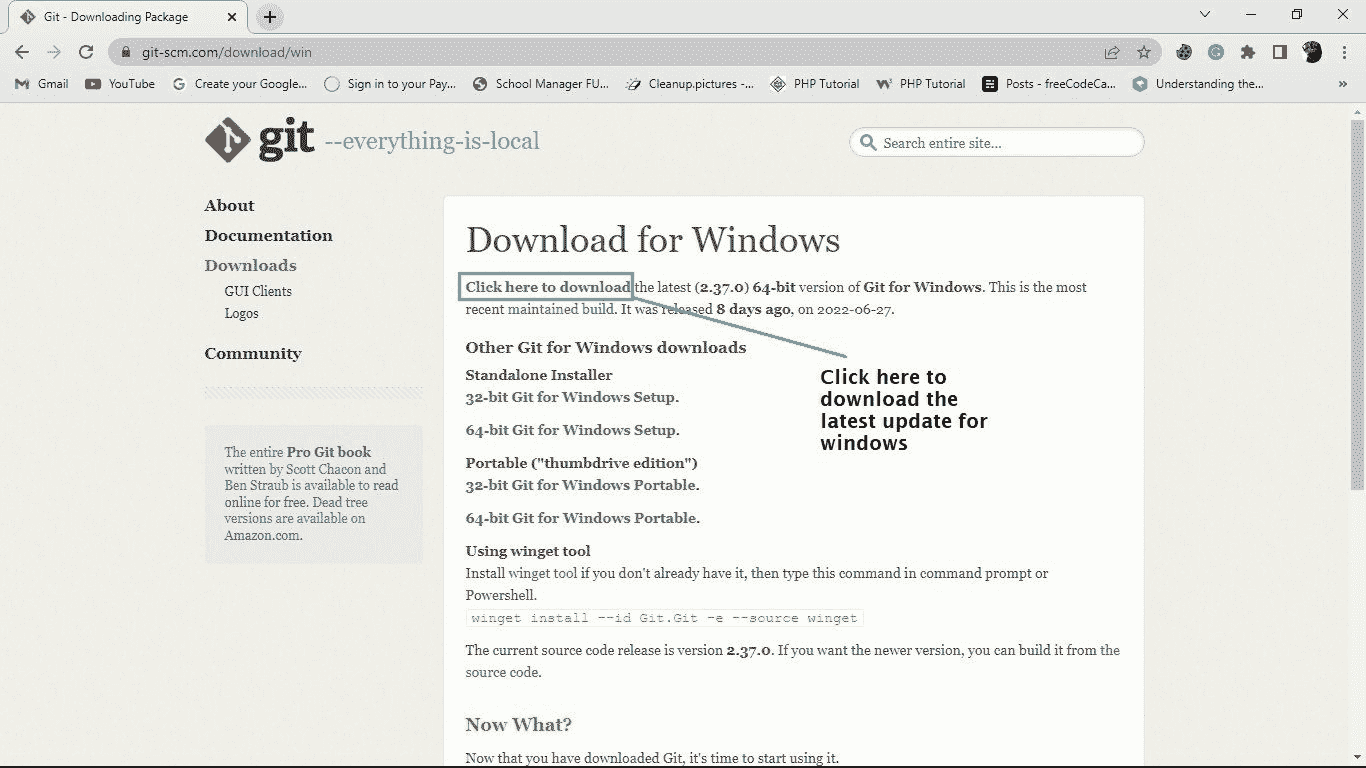 Git - Downloading Package
git-scm.com/download/win
Gmail
YouTube
Create your Google...
Sign in to your Pay...
School Manager FU...
Cleanup.pictures -...
PHP Tutorial
PHP Tutorial
Posts - freeCodeCa...
Understanding the...
»
git --everything-is-local
Search entire site...
About
Documentation
Downloads
GUI Clients
Logos
Community
The entire Pro Git book
written by Scott Chacon and
Ben Straub is available to read
online for free. Dead tree
versions are available on
Amazon.com.
Download for Windows
Click here to download the latest (2.37.0) 64-bit version of Git for Windows. This is the most
recent maintained build. It was released 8 days ago, on 2022-06-27.
Other Git for Windows downloads
Standalone Installer
32-bit Git for Windows Setup.
64-bit Git for Windows Setup.
Portable ("thumbdrive edition")
32-bit Git for Windows Portable.
64-bit Git for Windows Portable.
Using winget tool
Install winget tool if you don't already have it, then type this command in command prompt or
Powershell.
winget install --id Git.Git -e --source winget
The current source code release is version 2.37.0. If you want the newer version, you can build it from the
source code.
Now What?
Now that you have downloaded Git, it's time to start using it.
Click here to
download the
latest update for
windows